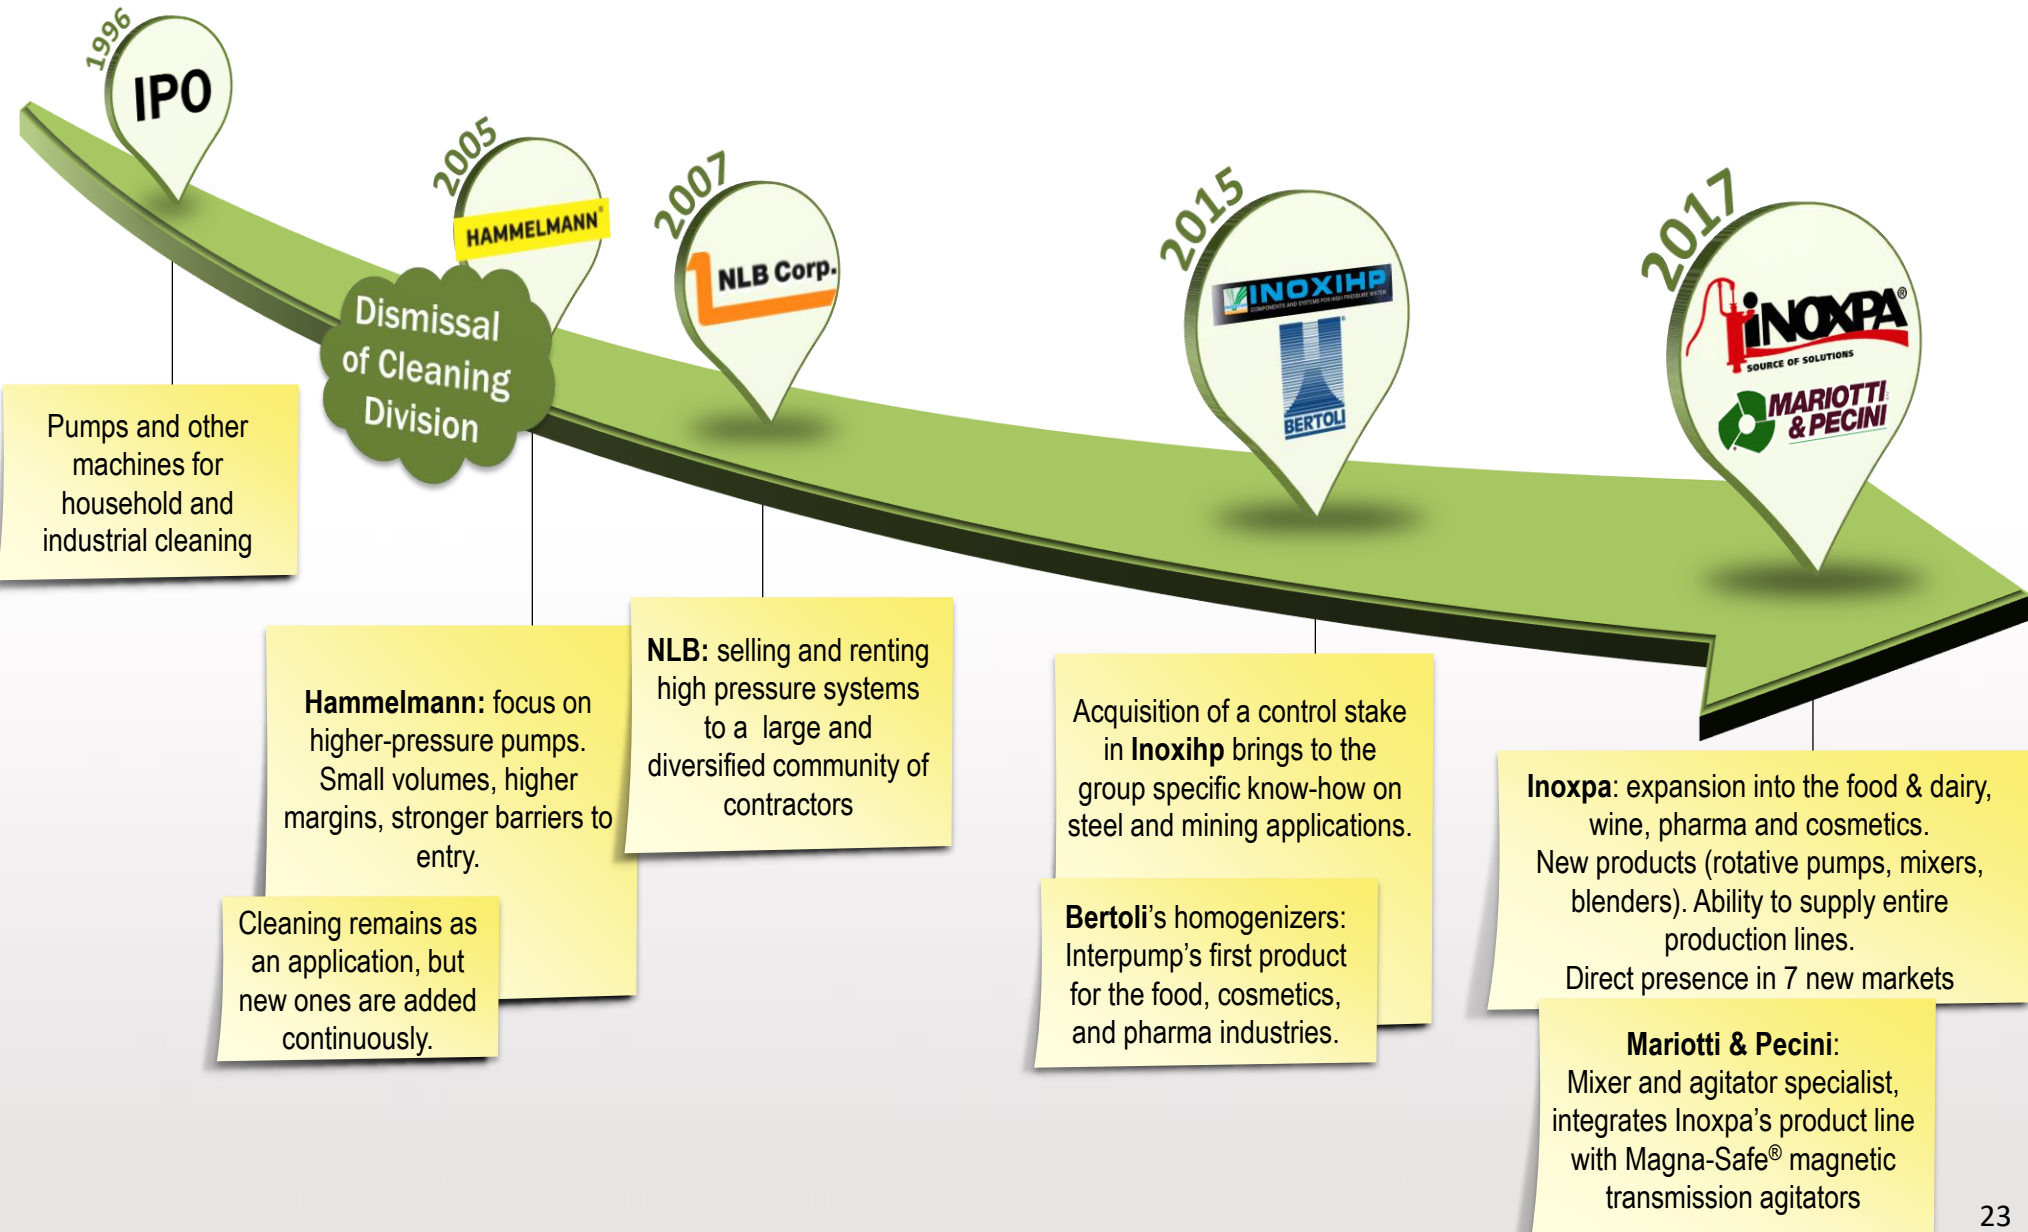 1996
IPO
2005
HAMMELMANN®
Dismissal
of Cleaning
Division
2007
NLB Corp.
2015
INOXIHP
COMPONENTS AND SYSTEMS FOR HIGH PRESSURE WATER
BERTOLI
2017
INOXPA®
SOURCE OF SOLUTIONS
MARIOTTI
& PECINI
Pumps and other
machines for
household and
industrial cleaning
Hammelmann: focus on
higher-pressure pumps.
Small volumes, higher
margins, stronger barriers to
entry.
Cleaning remains as
an application, but
new ones are added
continuously.
NLB: selling and renting
high pressure systems
to a large and
diversified community of
contractors
Acquisition of a control stake
in Inoxihp brings to the
group specific know-how on
steel and mining applications.
Bertoli’s homogenizers:
Interpump’s first product
for the food, cosmetics,
and pharma industries.
Inoxpa: expansion into the food & dairy,
wine, pharma and cosmetics.
New products (rotative pumps, mixers,
blenders). Ability to supply entire
production lines.
Direct presence in 7 new markets
Mariotti & Pecini:
Mixer and agitator specialist,
integrates Inoxpa’s product line
with Magna-Safe® magnetic
transmission agitators
23